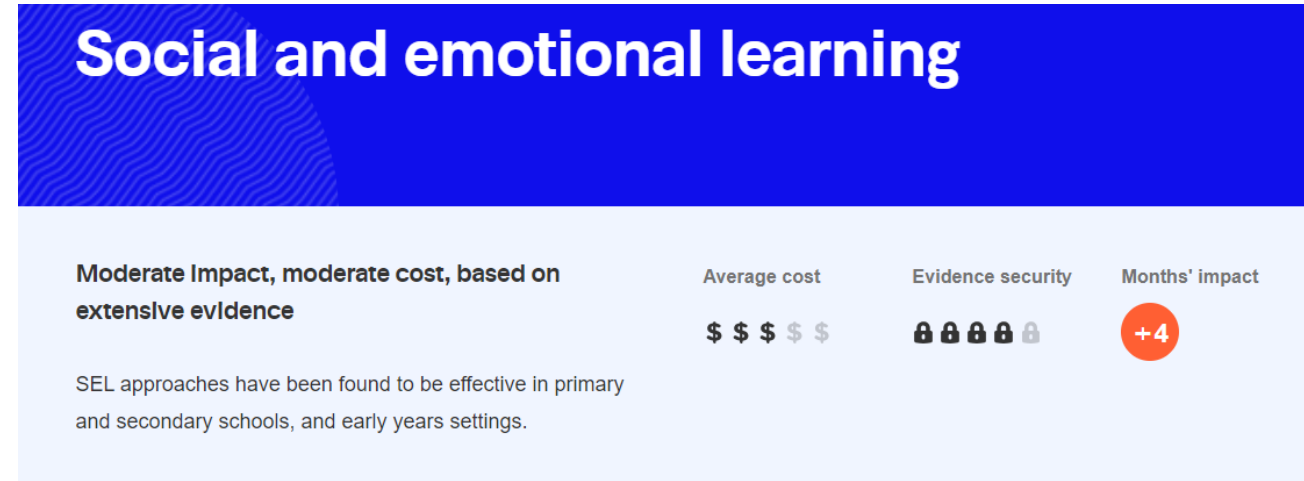 Social and emotional learning
Moderate impact, moderate cost, based on
extensive evidence
Average cost
Evidence security
Months' impact
$ $ $ $ $
+4
SEL approaches have been found to be effective in primary
and secondary schools, and early years settings.